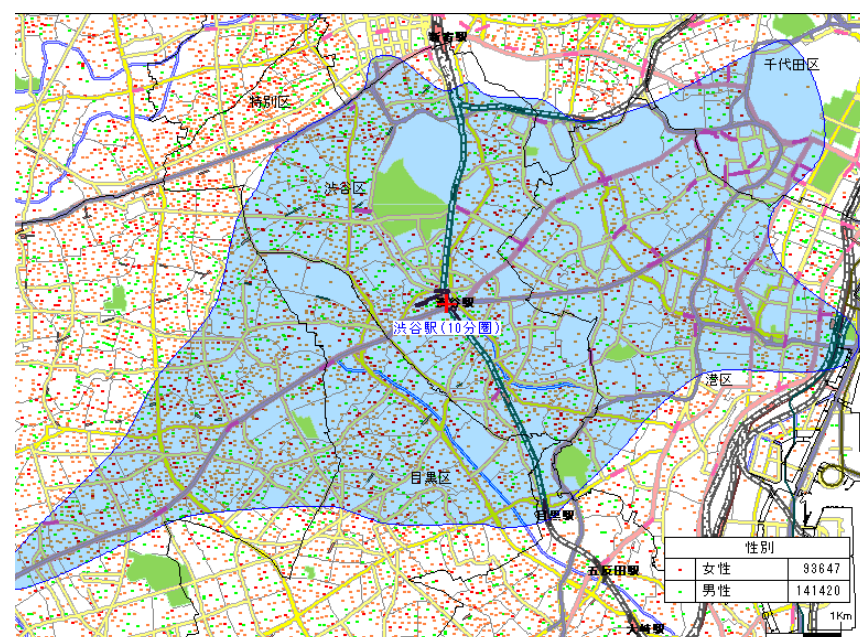 新宿駅
千代田区
特別区
渋谷区
渋谷駅
渋谷駅(10分圏)
港区
目黒区
目黒駅
五反田駅
大崎駅
性別
女性 93647
男性 141420
0 1Km